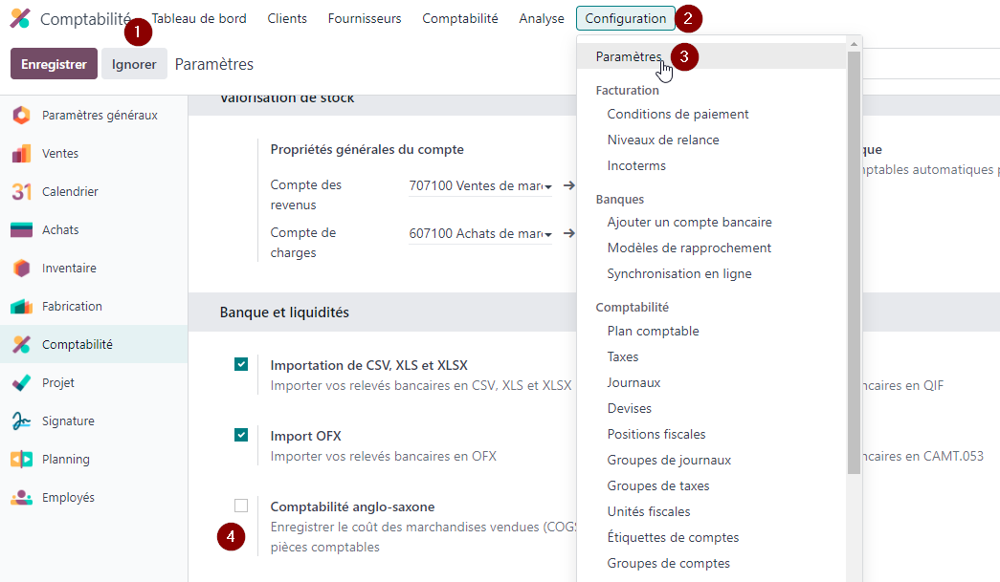 Comptabilité
Tableau de bord
Clients
Fournisseurs
Comptabilité
Analyse
Configuration
1
2
Enregistrer
Ignorer
Paramètres
Paramètres
3
Facturation
Conditions de paiement
Niveaux de relance
Incoterms
Banques
Ajouter un compte bancaire
Modèles de rapprochement
Synchronisation en ligne
Comptabilité
Plan comptable
Taxes
Journaux
Devises
Positions fiscales
Groupes de journaux
Groupes de taxes
Unités fiscales
Étiquettes de comptes
Groupes de comptes
Paramètres généraux
Ventes
31 Calendrier
Achats
Inventaire
Fabrication
Comptabilité
Projet
Signature
Planning
Employés
Valorisation de stock
Propriétés générales du compte
Compte des
revenus
707100 Ventes de mar
Compte de
charges
607100 Achats de mar
que
mptables automatiques p
Banque et liquidités
Importation de CSV, XLS et XLSX
Importer vos relevés bancaires en CSV, XLS et XLSX
ncaires en QIF
Import OFX
Importer vos relevés bancaires en OFX
ncaires en CAMT.053
Comptabilité anglo-saxone
Enregistrer le coût des marchandises vendues (COGS
pièces comptables
4